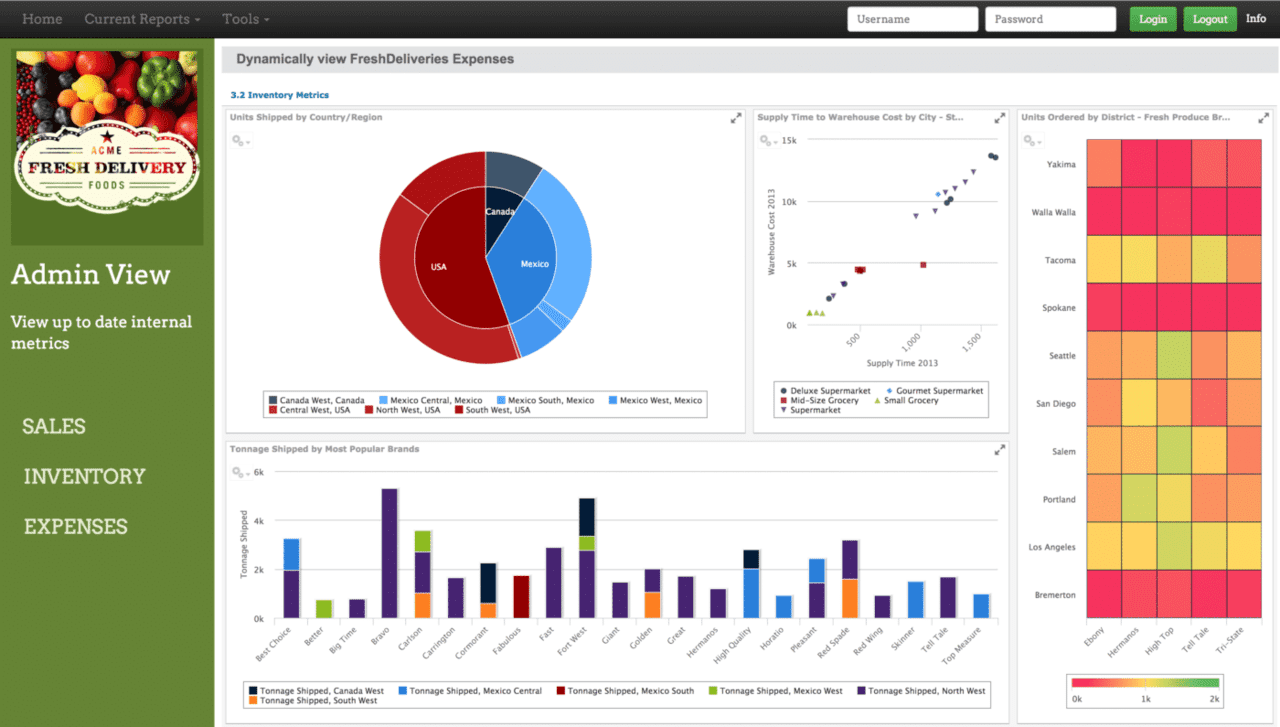 Home Current Reports Tools Username Password Login Logout Info
ACME
FRESH DELIVERY
FOODS
Admin View
View up to date internal
metrics
SALES
INVENTORY
EXPENSES
Dynamically view FreshDeliveries Expenses
3.2 Inventory Metrics
Units Shipped by Country/Region
Canada
USA
Mexico
Canada West, Canada Mexico Central, Mexico Mexico South, Mexico Mexico West, Mexico
Central West, USA North West, USA South West, USA
Supply Time to Warehouse Cost by City - St...
15k
10k
5k
0k
Warehouse Cost 2013
500 1,000 1,500
Supply Time 2013
Deluxe Supermarket Gourmet Supermarket
Mid-Size Grocery Small Grocery
Supermarket
Units Ordered by District - Fresh Produce Br...
Yakima
Walla Walla
Tacoma
Spokane
Seattle
San Diego
Salem
Portland
Los Angeles
Bremerton
Ebony Hermanos High Top Tell Tale Tri-State
0k 1k 2k
Tonnage Shipped by Most Popular Brands
6k
4k
2k
0k
Tonnage Shipped
Best Choice Better Big Time Bravo Carlson Carrington Cormorant Fabulous Fast Fort West Giant Golden Great Hermanos High Quality Horatio Pleasant Red Spade Red Wing Skinner Tell Tale Top Measure
Tonnage Shipped, Canada West Tonnage Shipped, Mexico Central Tonnage Shipped, Mexico South Tonnage Shipped, Mexico West Tonnage Shipped, North West
Tonnage Shipped, South West